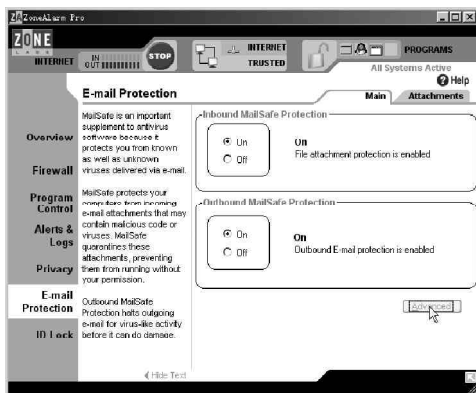 ZoneAlarm Pro
ZONE
LABS
INTERNET
IN
OUT
STOP
INTERNET
TRUSTED
PROGRAMS
All Systems Active
Help
E-mail Protection
Main
Attachments
Overview
Firewall
Program
Control
Alerts &
Logs
Privacy
E-mail
Protection
ID Lock
MailSafe is an important
supplement to antivirus
software because it
protects you from known
as well as unknown
viruses delivered via e-mail.
MailSafe protects your
computers from incoming
e-mail attachments that may
contain malicious code or
viruses. MailSafe
quarantines these
attachments, preventing
them from running without
your permission.
Outbound MailSafe
Protection halts outgoing
e-mail for virus-like activity
before it can do damage.
Hide Text
Inbound MailSafe Protection
On
Off
On
File attachment protection is enabled
Outbound MailSafe Protection
On
Off
On
Outbound E-mail protection is enabled
Advanced